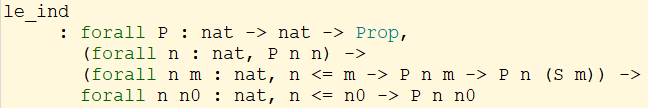 le_ind
     : forall P : nat -> nat -> Prop,
       (forall n : nat, P n n) ->
       (forall n m : nat, n <= m -> P n m -> P n (S m)) ->
       forall n n0 : nat, n <= n0 -> P n n0